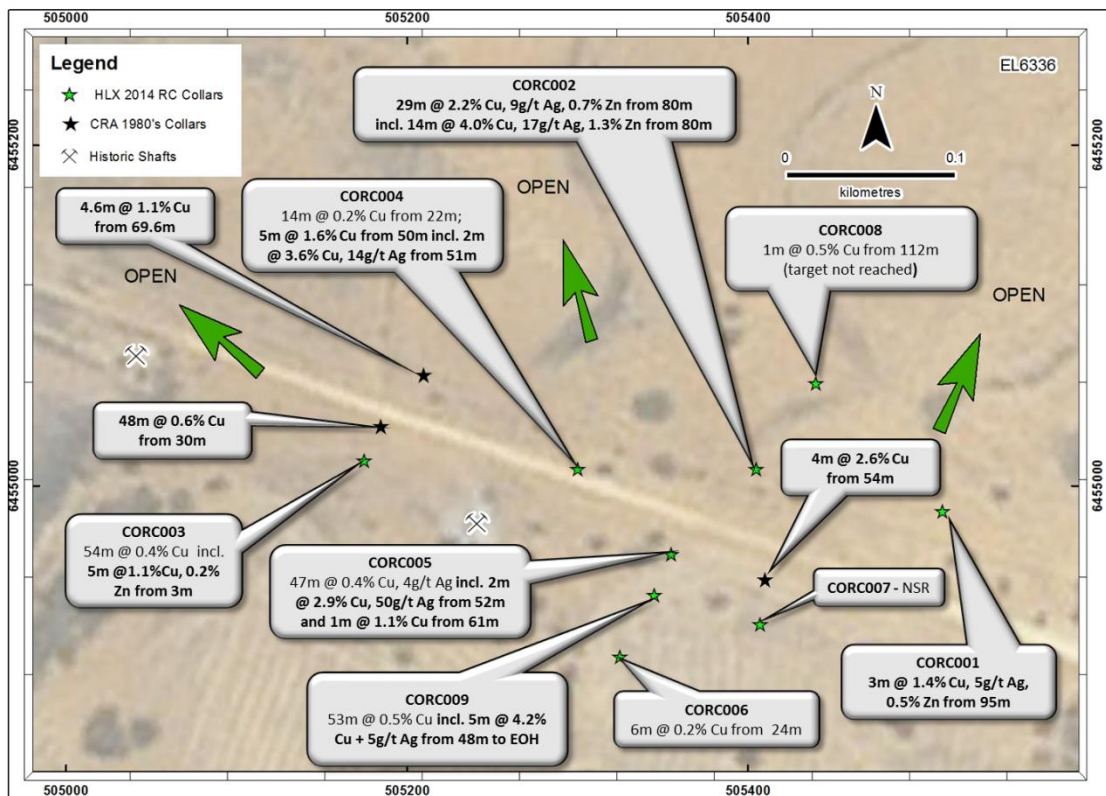 505000
505200
505400
Legend
HLX 2014 RC Collars
CRA 1980's Collars
Historic Shafts
EL6336
N
0
0.1
kilometres
6455200
6455200
CORC002
29m @ 2.2% Cu, 9g/t Ag, 0.7% Zn from 80m
incl. 14m @ 4.0% Cu, 17g/t Ag, 1.3% Zn from 80m
4.6m @ 1.1% Cu
from 69.6m
CORC004
14m @ 0.2% Cu from 22m;
5m @ 1.6% Cu from 50m incl. 2m
@ 3.6% Cu, 14g/t Ag from 51m
OPEN
CORC008
1m @ 0.5% Cu from 112m
(target not reached)
OPEN
OPEN
48m @ 0.6% Cu
from 30m
4m @ 2.6% Cu
from 54m
6455000
6455000
CORC003
54m @ 0.4% Cu incl.
5m @1.1%Cu, 0.2%
Zn from 3m
CORC005
47m @ 0.4% Cu, 4g/t Ag incl. 2m
@ 2.9% Cu, 50g/t Ag from 52m
and 1m @ 1.1% Cu from 61m
CORC007 - NSR
CORC001
3m @ 1.4% Cu, 5g/t Ag,
0.5% Zn from 95m
CORC009
53m @ 0.5% Cu incl. 5m @ 4.2%
Cu + 5g/t Ag from 48m to EOH
CORC006
6m @ 0.2% Cu from 24m
505000
505200
505400